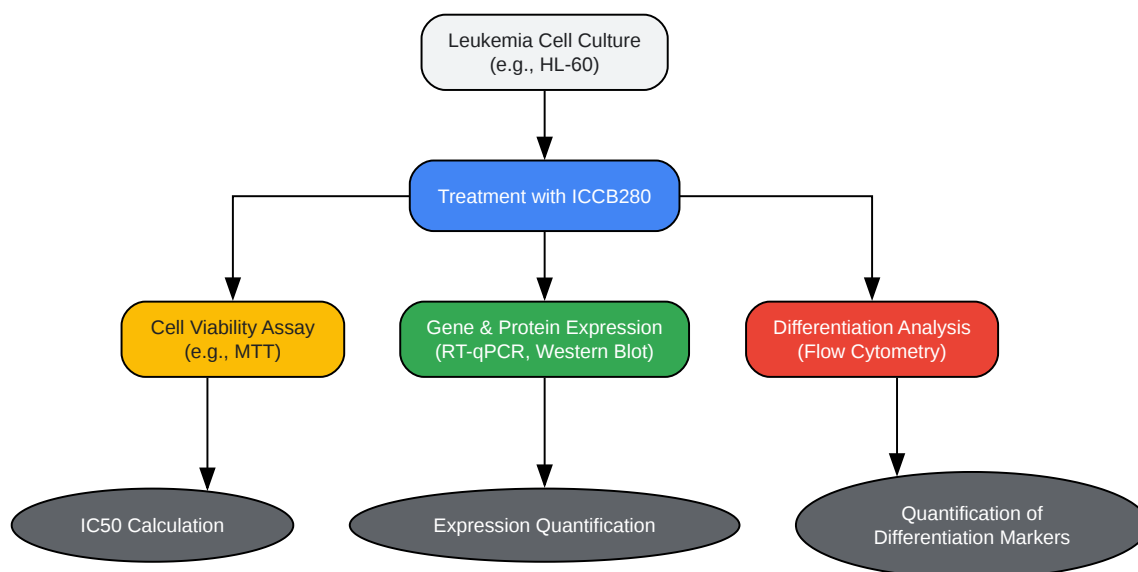 Leukemia Cell Culture
(e.g., HL-60)
Treatment with ICCB280
Cell Viability Assay
(e.g., MTT)
Gene & Protein Expression
(RT-qPCR, Western Blot)
Differentiation Analysis
(Flow Cytometry)
IC50 Calculation
Expression Quantification
Quantification of
Differentiation Markers